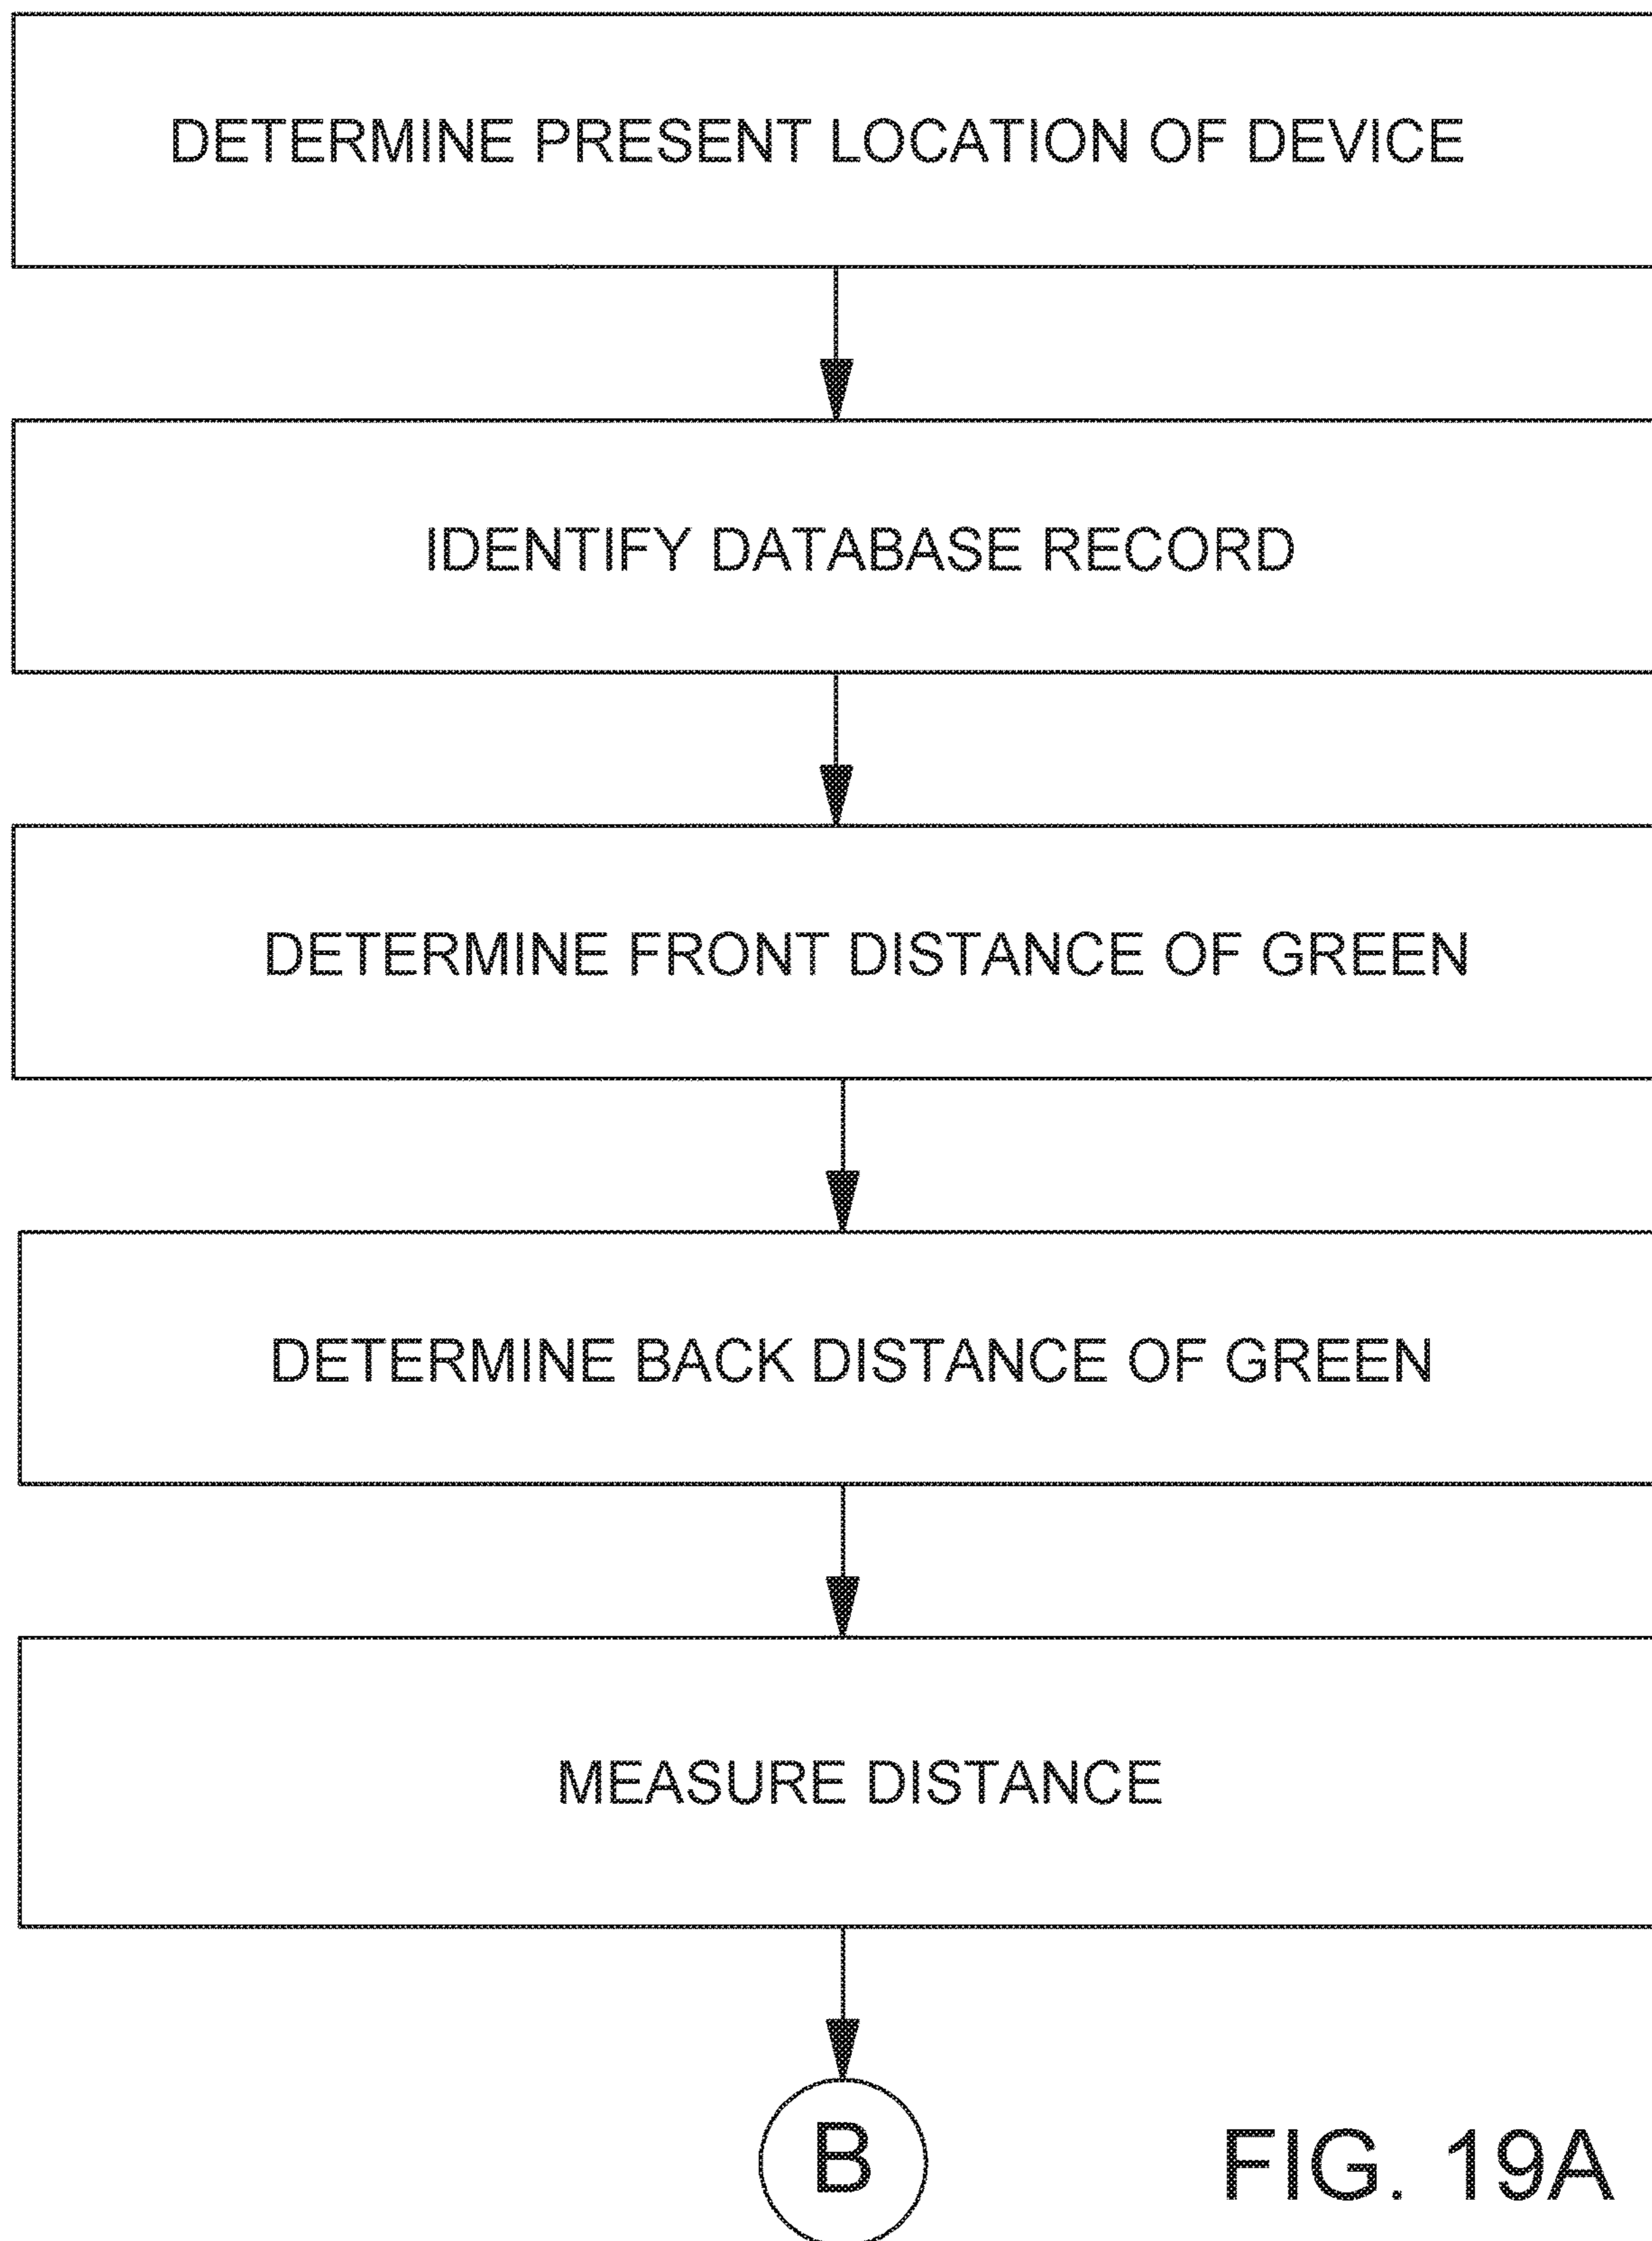 DETERMINE PRESENT LOCATION OF DEVICE
IDENTIFY DATABASE RECORD
DETERMINE FRONT DISTANCE OF GREEN
DETERMINE BACK DISTANCE OF GREEN
MEASURE DISTANCE
B
FIG. 19A